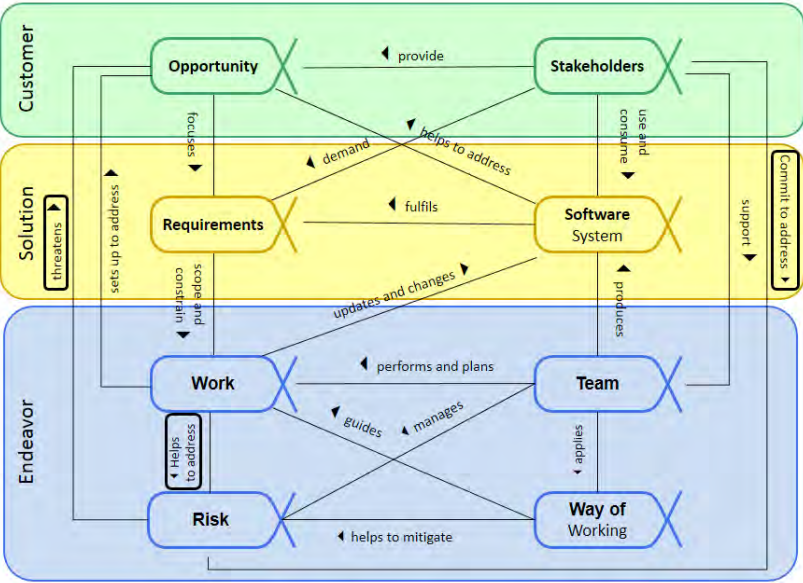 Customer
Opportunity
provide
Stakeholders
focuses
demand
helps to address
use and
consume
Solution
threatens
sets up to address
Requirements
fulfils
Software
System
support
Commit to address
scope and
constrain
updates and changes
produces
Endeavor
Work
performs and plans
Team
Helps
to address
guides
manages
applies
Risk
helps to mitigate
Way of
Working